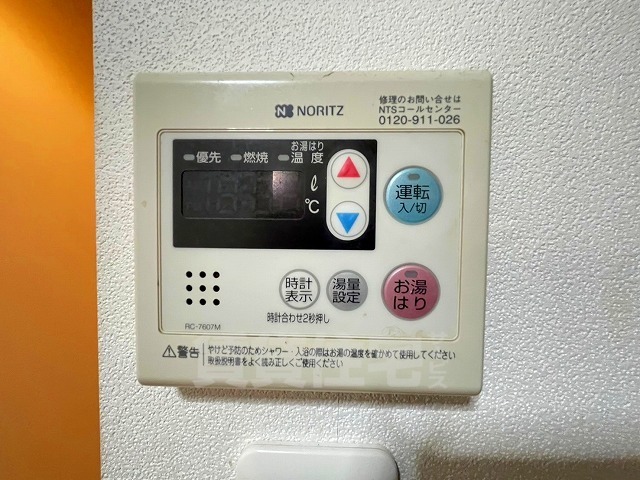 NORITZ
修理のお問い合せは
NTSコールセンター
0120-911-026
お湯はり
優先 燃焼 温度
ℓ
℃
運転
入/切
時計
表示
湯量
設定
お湯
はり
時計合わせ2秒押し
RC-7607M
警告
やけど予防のためシャワー・入浴の際はお湯の温度を確かめて使用してください
取扱説明書をよく読み正しくご使用ください